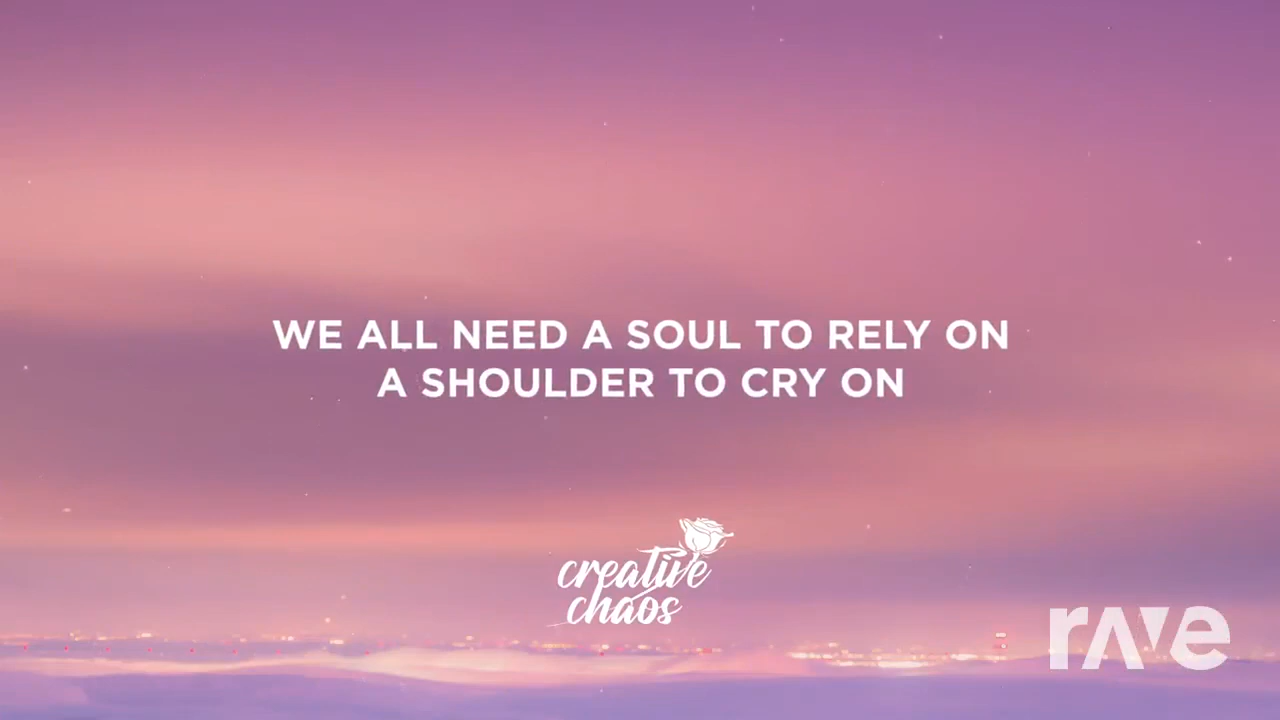 WE ALL NEED A SOUL TO RELY ON
A SHOULDER TO CRY ON
creative
chaos
rave